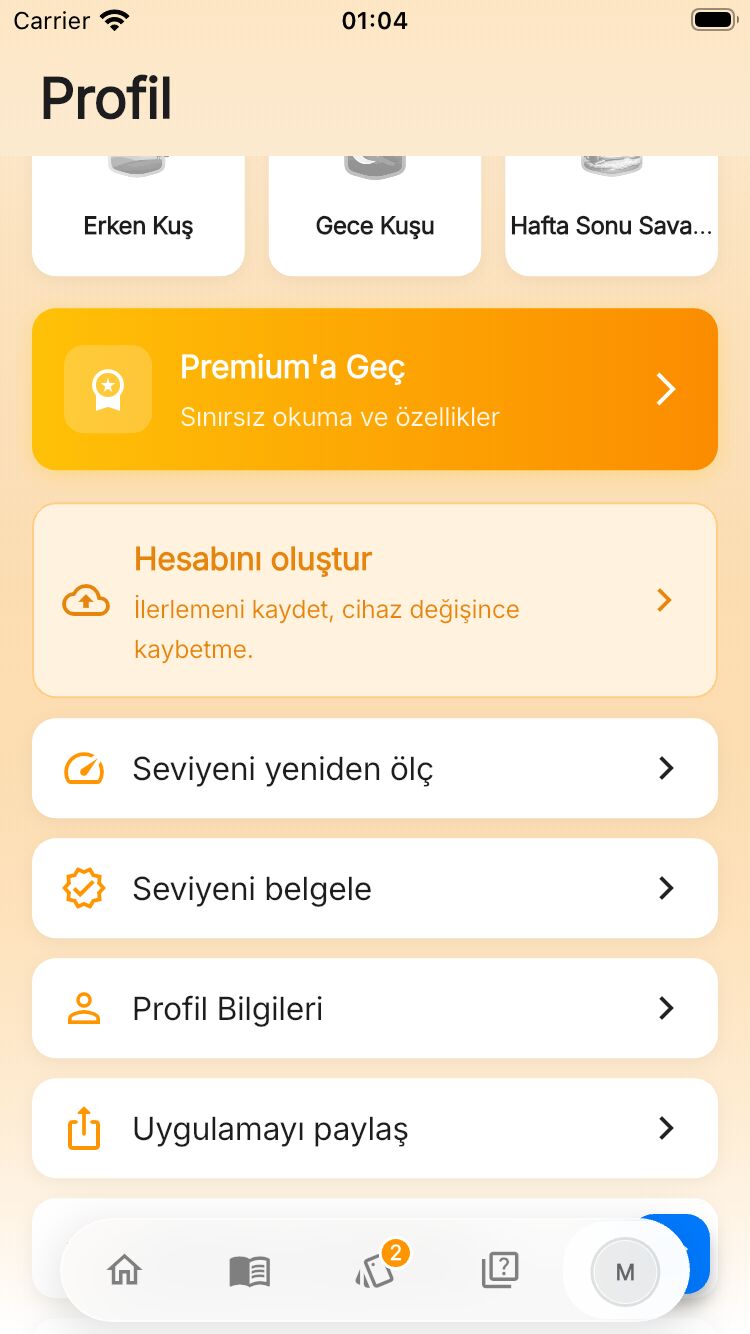 Carrier 01:04
Profil
Erken Kuş
Gece Kuşu
Hafta Sonu Sava...
Premium'a Geç
Sınırsız okuma ve özellikler
Hesabını oluştur
İlerlemeni kaydet, cihaz değişince
kaybetme.
Seviyeni yeniden ölç
Seviyeni belgele
Profil Bilgileri
Uygulamayı paylaş
2
?
M